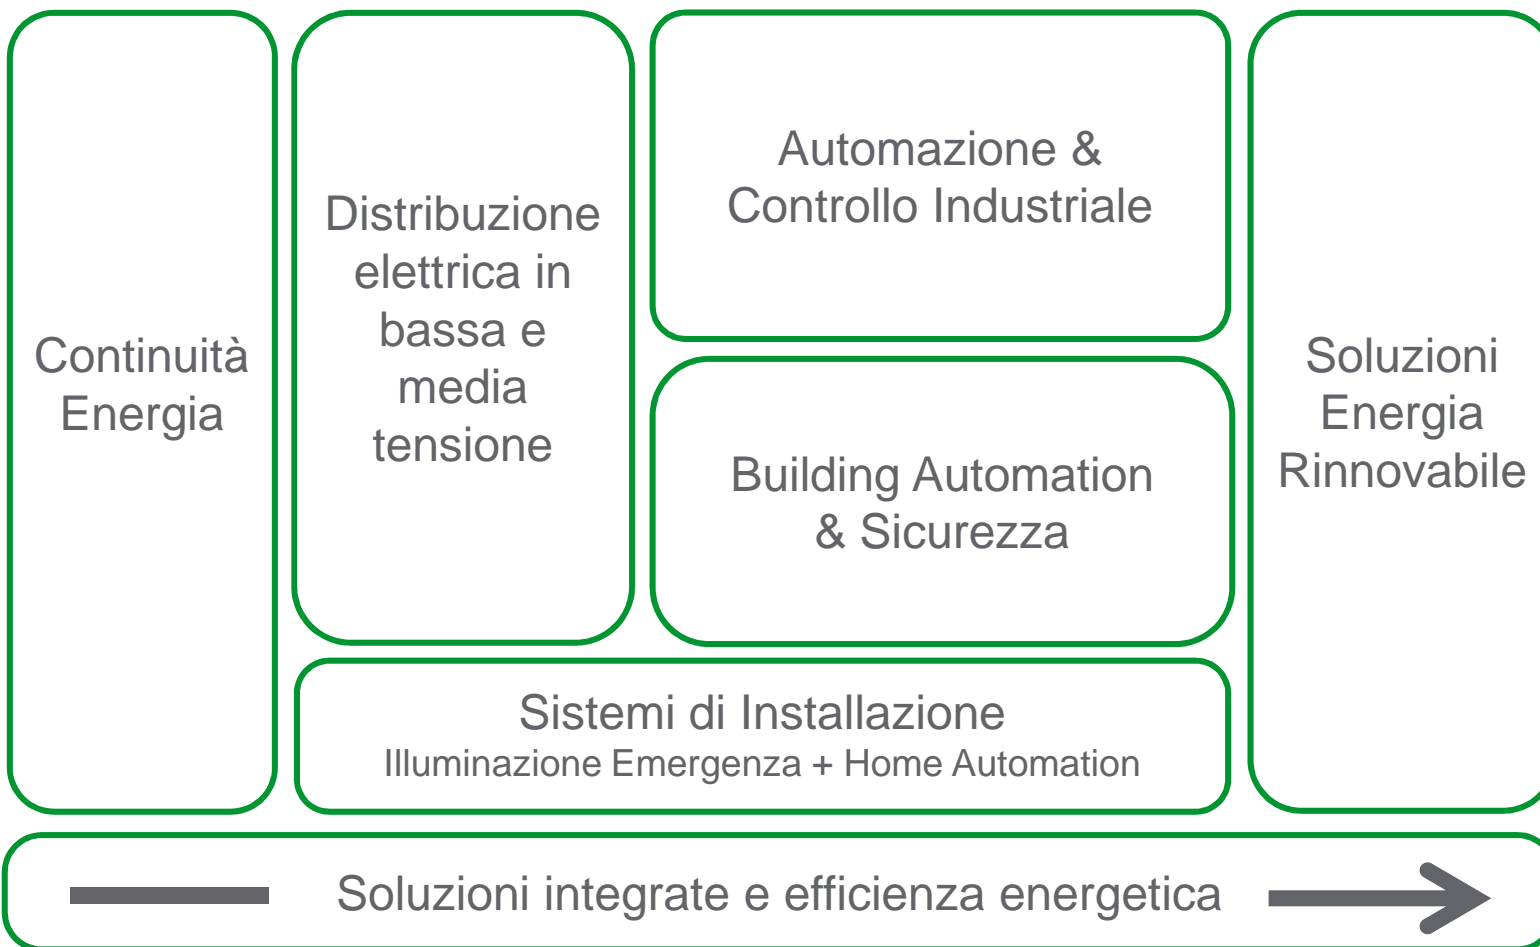 Continuità
Energia
Distribuzione
elettrica in
bassa e
media
tensione
Automazione &
Controllo Industriale
Building Automation
& Sicurezza
Soluzioni
Energia
Rinnovabile
Sistemi di Installazione
Illuminazione Emergenza + Home Automation
Soluzioni integrate e efficienza energetica